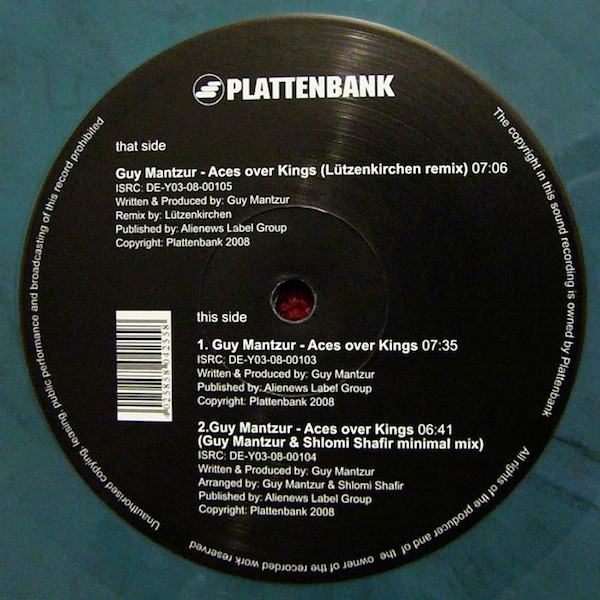 PLATTENBANK
that side
Guy Mantzur - Aces over Kings (Lützenkirchen remix) 07:06
ISRC: DE-Y03-08-00105
Written & Produced by: Guy Mantzur
Remix by: Lützenkirchen
Published by: Alienews Label Group
Copyright: Plattenbank 2008
this side
1. Guy Mantzur - Aces over Kings 07:35
ISRC: DE-Y03-08-00103
Written & Produced by: Guy Mantzur
Published by: Alienews Label Group
Copyright: Plattenbank 2008
2.Guy Mantzur - Aces over Kings 06:41
(Guy Mantzur & Shlomi Shafir minimal mix)
ISRC: DE-Y03-08-00104
Written & Produced by: Guy Mantzur
Arranged by: Guy Mantzur & Shlomi Shafir
Published by: Alienews Label Group
Copyright: Plattenbank 2008
4 025858 042558
The copyright in this sound recording is owned by Plattenbank
All rights of the producer and of the owner of the recorded work reserved
Unauthorised copying, leasing, public performance and broadcasting of this record prohibited